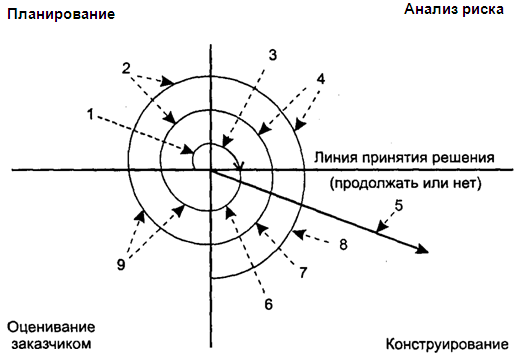 Планирование
Анализ риска
2
3
4
1
Линия принятия решения
(продолжать или нет)
5
8
9
7
6
Оценивание
заказчиком
Конструирование